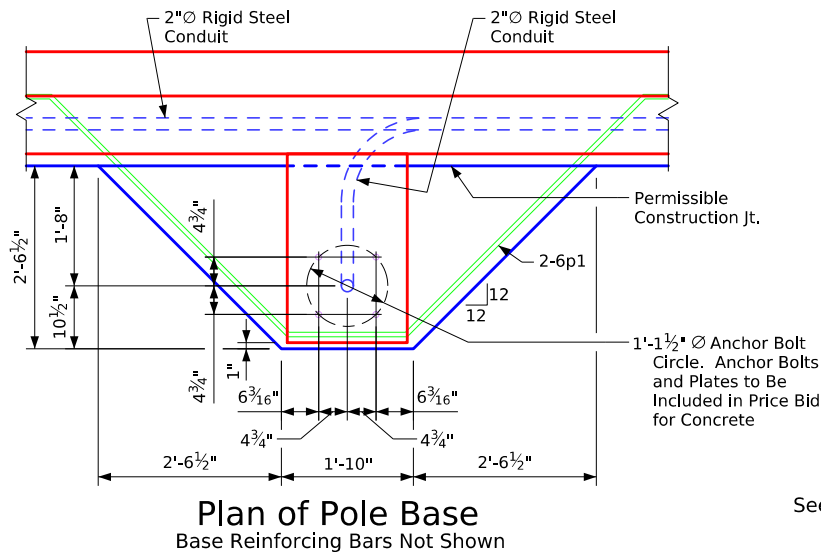 2"∅ Rigid Steel
Conduit
2"∅ Rigid Steel
Conduit
Permissible
Construction Jt.
2-6p1
12
12
1'-1½" ∅ Anchor Bolt
Circle. Anchor Bolts
and Plates to Be
Included in Price Bid
for Concrete
2'-6½"
1'-8"
10½"
4¾"
4¾"
1"
6³⁄₁₆"
6³⁄₁₆"
4¾"
4¾"
2'-6½"
1'-10"
2'-6½"
Plan of Pole Base
Base Reinforcing Bars Not Shown